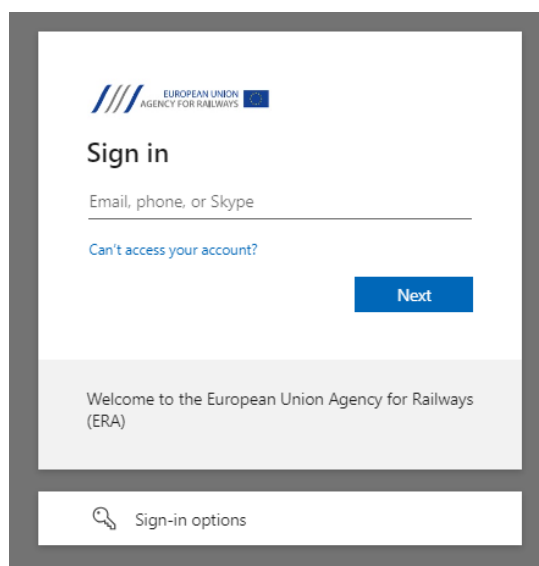 EUROPEAN UNION
AGENCY FOR RAILWAYS
Sign in
Email, phone, or Skype
Can't access your account?
Next
Welcome to the European Union Agency for Railways
(ERA)
Sign-in options